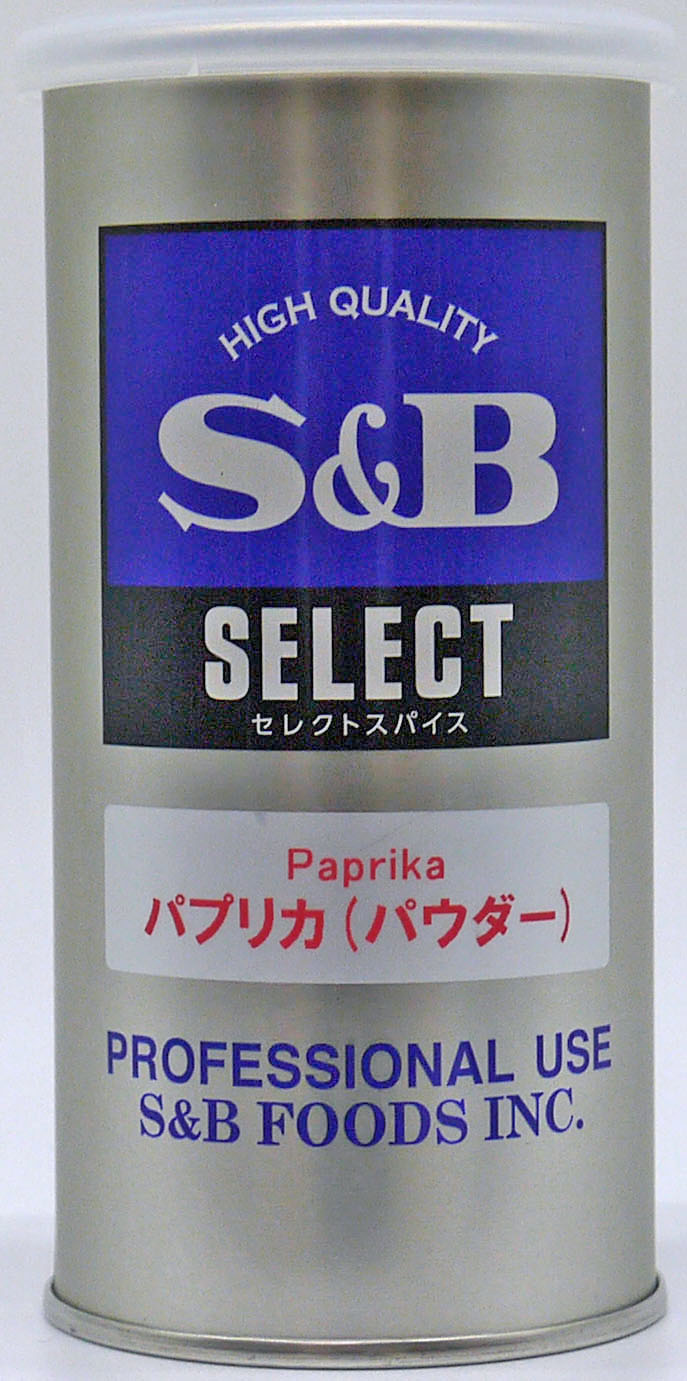 HIGH QUALITY
S&B
SELECT
セレクトスパイス
Paprika
パプリカ(パウダー)
PROFESSIONAL USE
S&B FOODS INC.